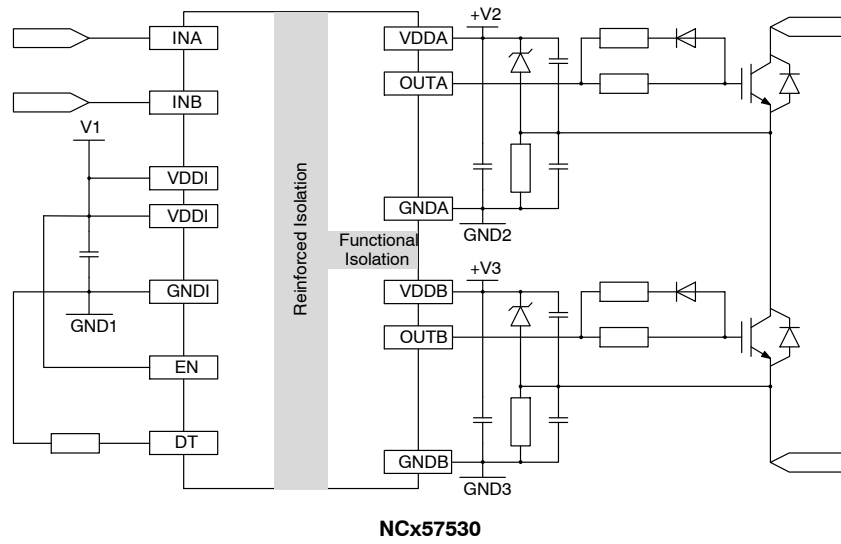 +V2
INA
VDDA
OUTA
INB
V1
VDDI
VDDI
Reinforced Isolation
GNDA
GND2
Functional
Isolation
+V3
GNDI
VDDB
GND1
OUTB
EN
DT
GNDB
GND3
NCx57530